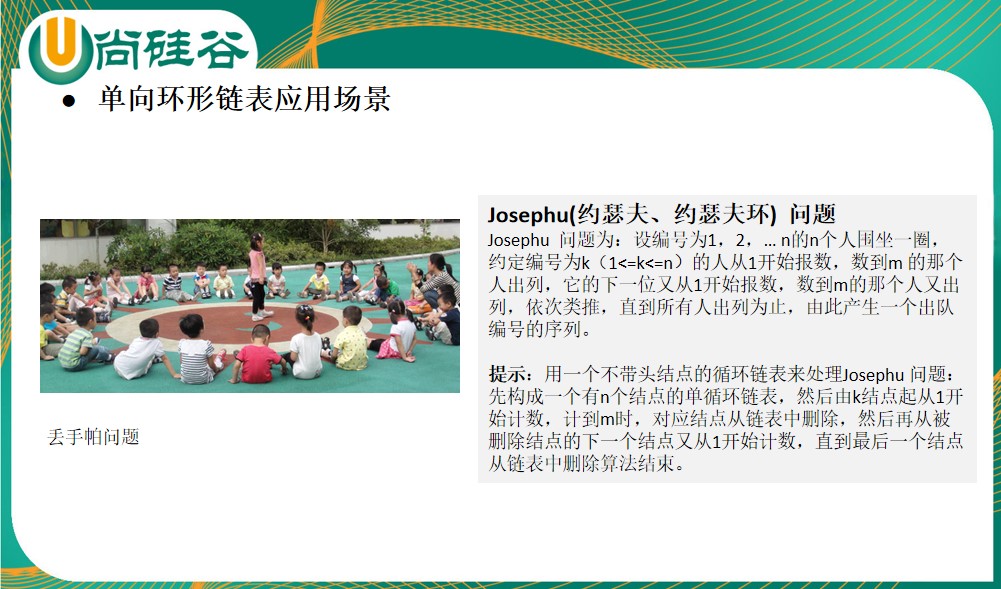 尚硅谷
● 单向环形链表应用场景
Josephu(约瑟夫、约瑟夫环) 问题
Josephu 问题为：设编号为1，2，… n的n个人围坐一圈，
约定编号为k（1<=k<=n）的人从1开始报数，数到m 的那个
人出列，它的下一位又从1开始报数，数到m的那个人又出
列，依次类推，直到所有人出列为止，由此产生一个出队
编号的序列。
提示：用一个不带头结点的循环链表来处理Josephu 问题：
先构成一个有n个结点的单循环链表，然后由k结点起从1开
始计数，计到m时，对应结点从链表中删除，然后再从被
删除结点的下一个结点又从1开始计数，直到最后一个结点
从链表中删除算法结束。
丢手帕问题